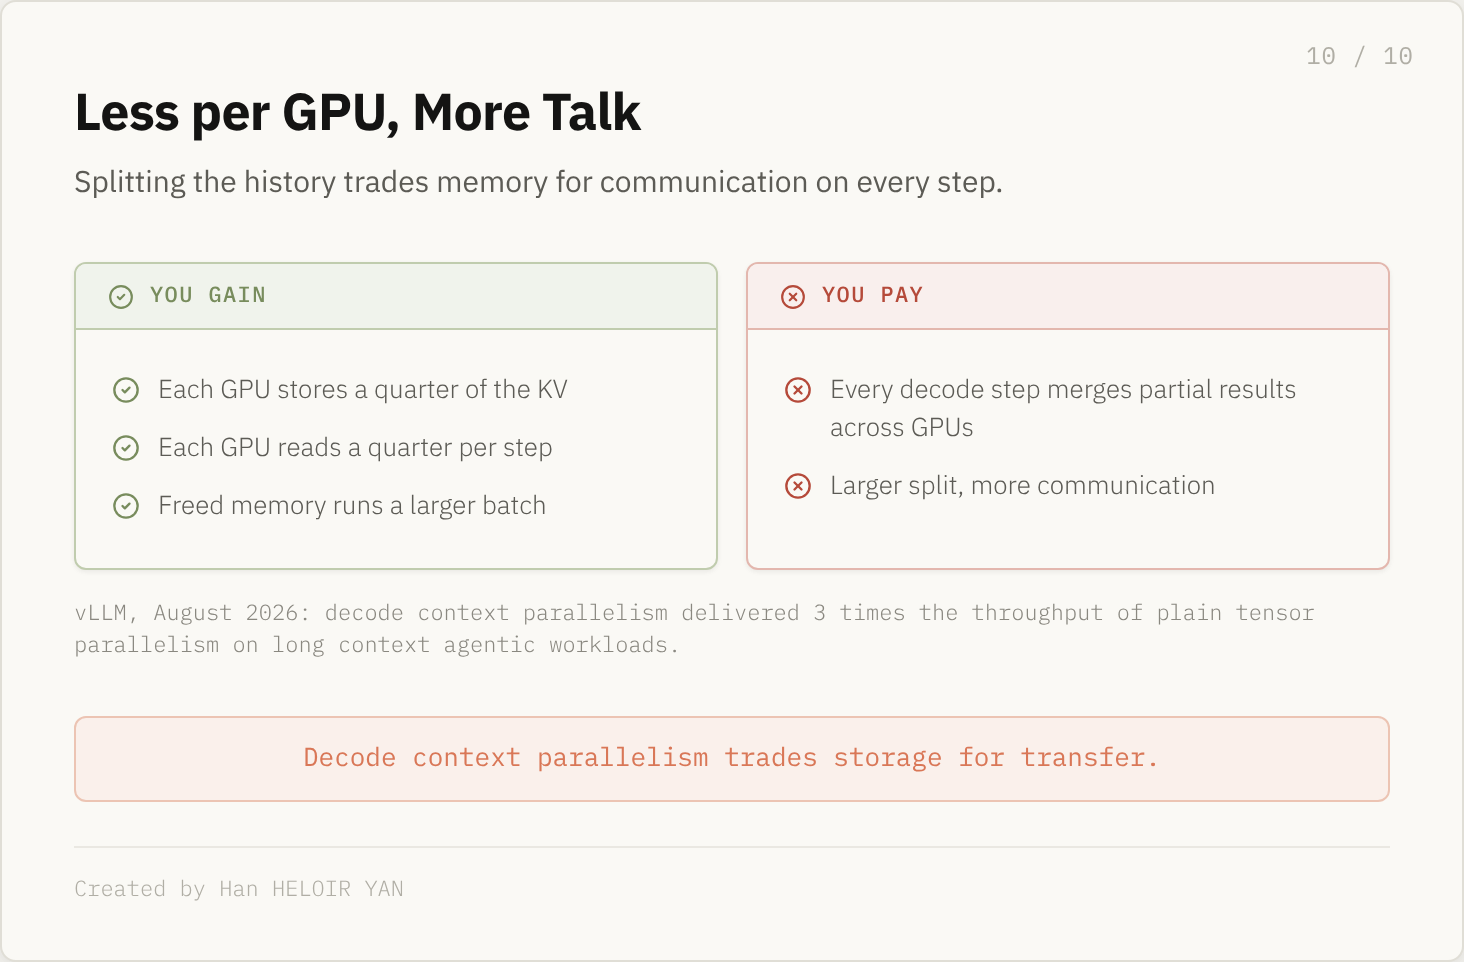 10 / 10
Less per GPU, More Talk
Splitting the history trades memory for communication on every step.
YOU GAIN
Each GPU stores a quarter of the KV
Each GPU reads a quarter per step
Freed memory runs a larger batch
YOU PAY
Every decode step merges partial results
across GPUs
Larger split, more communication
vLLM, August 2026: decode context parallelism delivered 3 times the throughput of plain tensor
parallelism on long context agentic workloads.
Decode context parallelism trades storage for transfer.
Created by Han HELOIR YAN